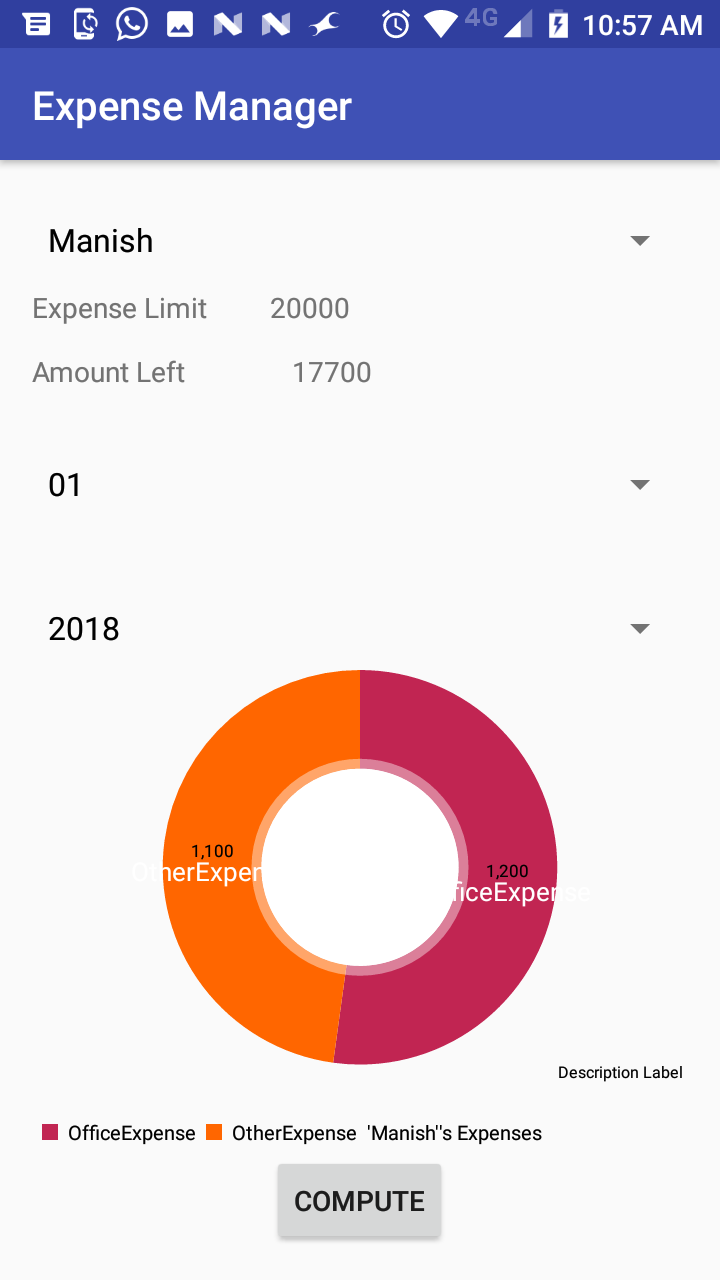 4G 10:57 AM
Expense Manager
Manish
Expense Limit 20000
Amount Left 17700
01
2018
1,100
OtherExpen
1,200
fficeExpense
Description Label
OfficeExpense OtherExpense 'Manish''s Expenses
COMPUTE